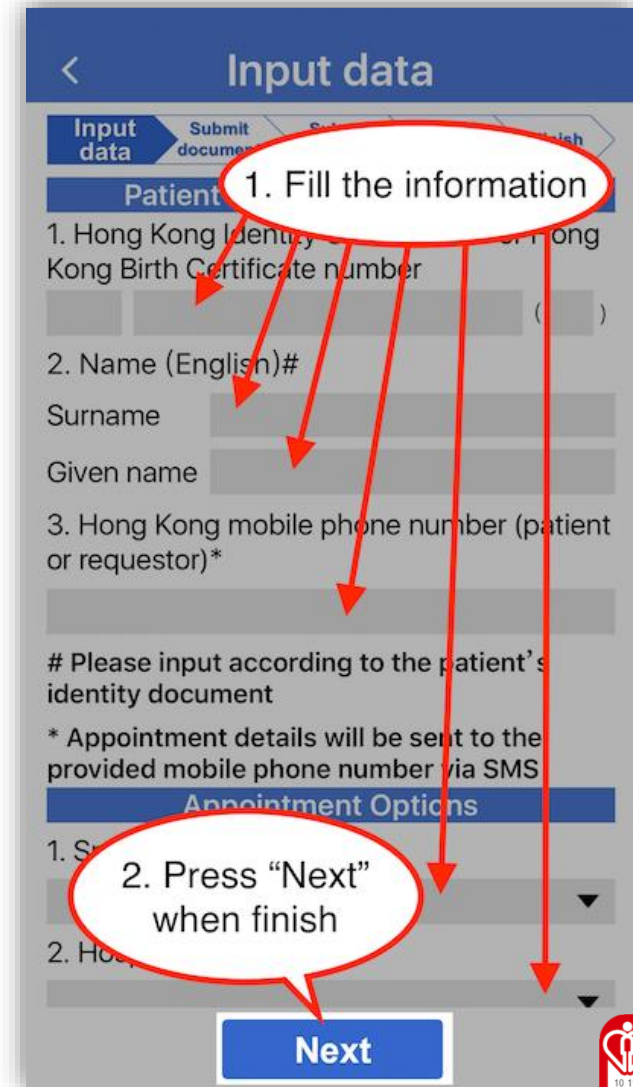 < Input data
Input
data
Submit
1. Fill the information
Patient
1. Hong Kong Identity
Hong
Kong Birth Certificate number
( )
2. Name (English)#
Surname
Given name
3. Hong Kong mobile phone number (patient
or requestor)*
# Please input according to the patient’s
identity document
* Appointment details will be sent to the
provided mobile phone number via SMS
Appointment Options
1.
2. Press “Next”
when finish
2.
Next